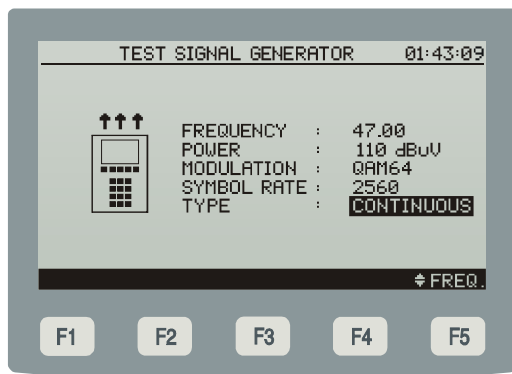 TEST SIGNAL GENERATOR 01:43:09
FREQUENCY : 47.00
POWER : 110 dBuV
MODULATION : QAM64
SYMBOL RATE : 2560
TYPE : CONTINUOUS
FREQ.
F1 F2 F3 F4 F5